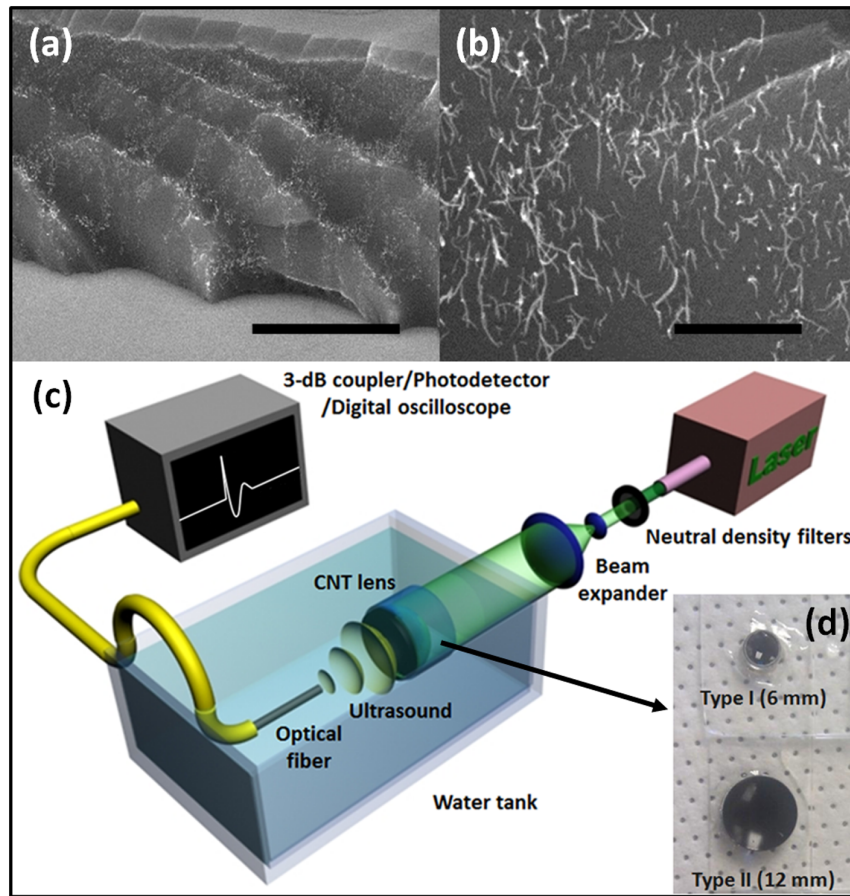 (a)
(b)
(c)
3-dB coupler/Photodetector
/Digital oscilloscope
Laser
Neutral density filters
Beam
expander
CNT lens
Ultrasound
Optical
fiber
Water tank
(d)
Type I (6 mm)
Type II (12 mm)